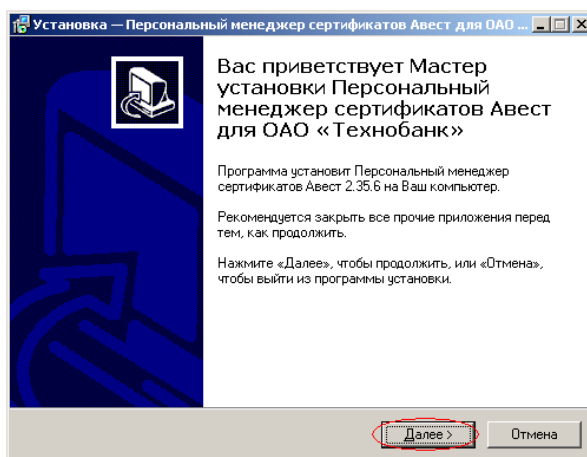 Установка — Персональный менеджер сертификатов Авест для ОАО ...
Вас приветствует Мастер
установки Персональный
менеджер сертификатов Авест
для ОАО «Технобанк»
Программа установит Персональный менеджер
сертификатов Авест 2.35.6 на Ваш компьютер.
Рекомендуется закрыть все прочие приложения перед
тем, как продолжить.
Нажмите «Далее», чтобы продолжить, или «Отмена»,
чтобы выйти из программы установки.
Далее >
Отмена